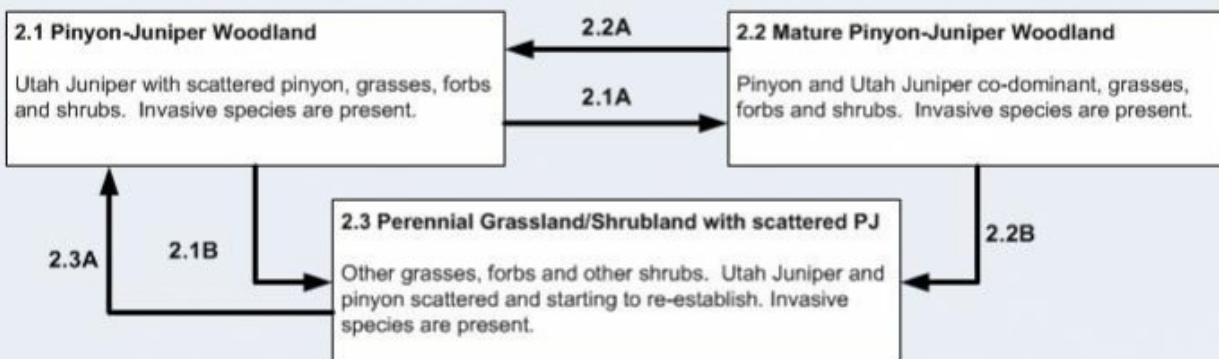 2.1 Pinyon-Juniper Woodland
Utah Juniper with scattered pinyon, grasses, forbs
and shrubs. Invasive species are present.
2.2A
2.1A
2.2 Mature Pinyon-Juniper Woodland
Pinyon and Utah Juniper co-dominant, grasses,
forbs and shrubs. Invasive species are present.
2.3A
2.1B
2.3 Perennial Grassland/Shrubland with scattered PJ
Other grasses, forbs and other shrubs. Utah Juniper and
pinyon scattered and starting to re-establish. Invasive
species are present.
2.2B